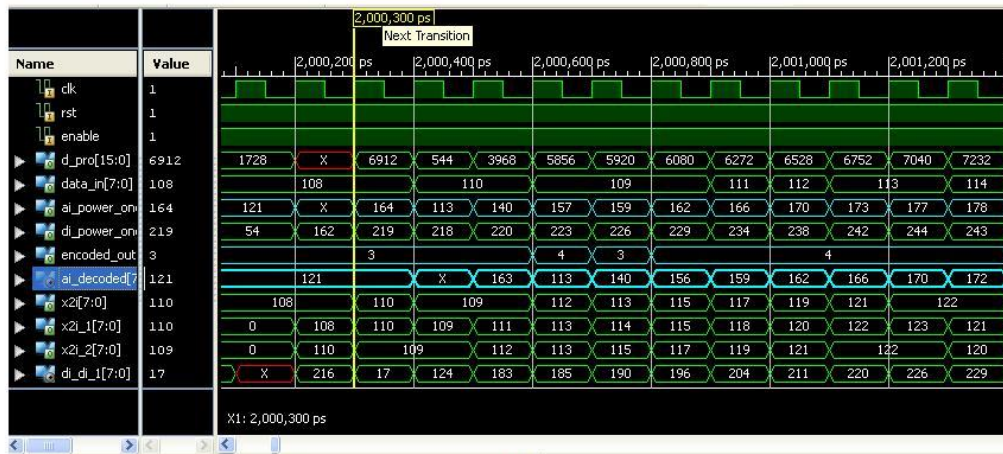 2,000,300 ps
Next Transition
Name Value
2,000,200 ps 2,000,400 ps 2,000,600 ps 2,000,800 ps 2,001,000 ps 2,001,200 ps
clk 1
rst 1
enable 1
d_pro[15:0] 6912 1728 X 6912 544 3968 5856 5920 6080 6272 6528 6752 7040 7232
data_in[7:0] 108 108 110 109 111 112 113 114
ai_power_on 164 121 X 164 113 140 157 159 162 166 170 173 177 178
di_power_on 219 54 162 219 218 220 223 226 229 234 238 242 244 243
encoded_out 3 3 4 3 4
ai_decoded[7 121 121 X 163 113 140 156 159 162 166 170 172
x2i[7:0] 110 108 110 109 112 113 115 117 119 121 122
x2i_1[7:0] 110 0 108 110 109 111 113 114 115 118 120 122 123 121
x2i_2[7:0] 109 0 110 109 112 113 115 117 119 121 122 120
di_di_1[7:0] 17 X 216 17 124 183 185 190 196 204 211 220 226 229
X1: 2,000,300 ps